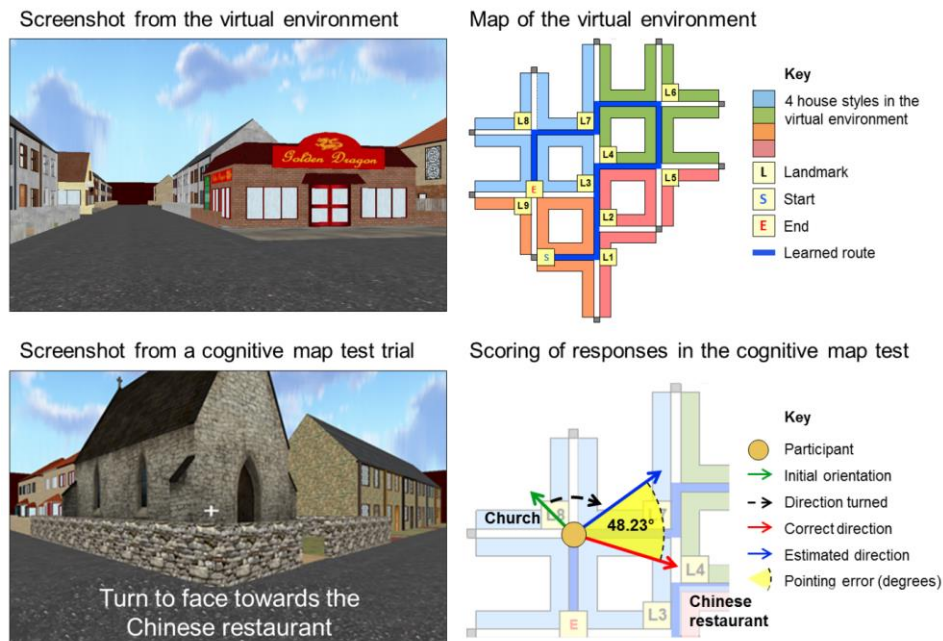 Screenshot from the virtual environment
Golden Dragon
Map of the virtual environment
L6
L8
L7
L4
L3
L5
E
L9
L2
S
L1
Key
4 house styles in the
virtual environment
L
Landmark
S
Start
E
End
Learned route
Screenshot from a cognitive map test trial
Turn to face towards the
Chinese restaurant
Scoring of responses in the cognitive map test
Church
L8
L7
48.23°
L4
Chinese
restaurant
L3
E
Key
Participant
Initial orientation
Direction turned
Correct direction
Estimated direction
Pointing error (degrees)